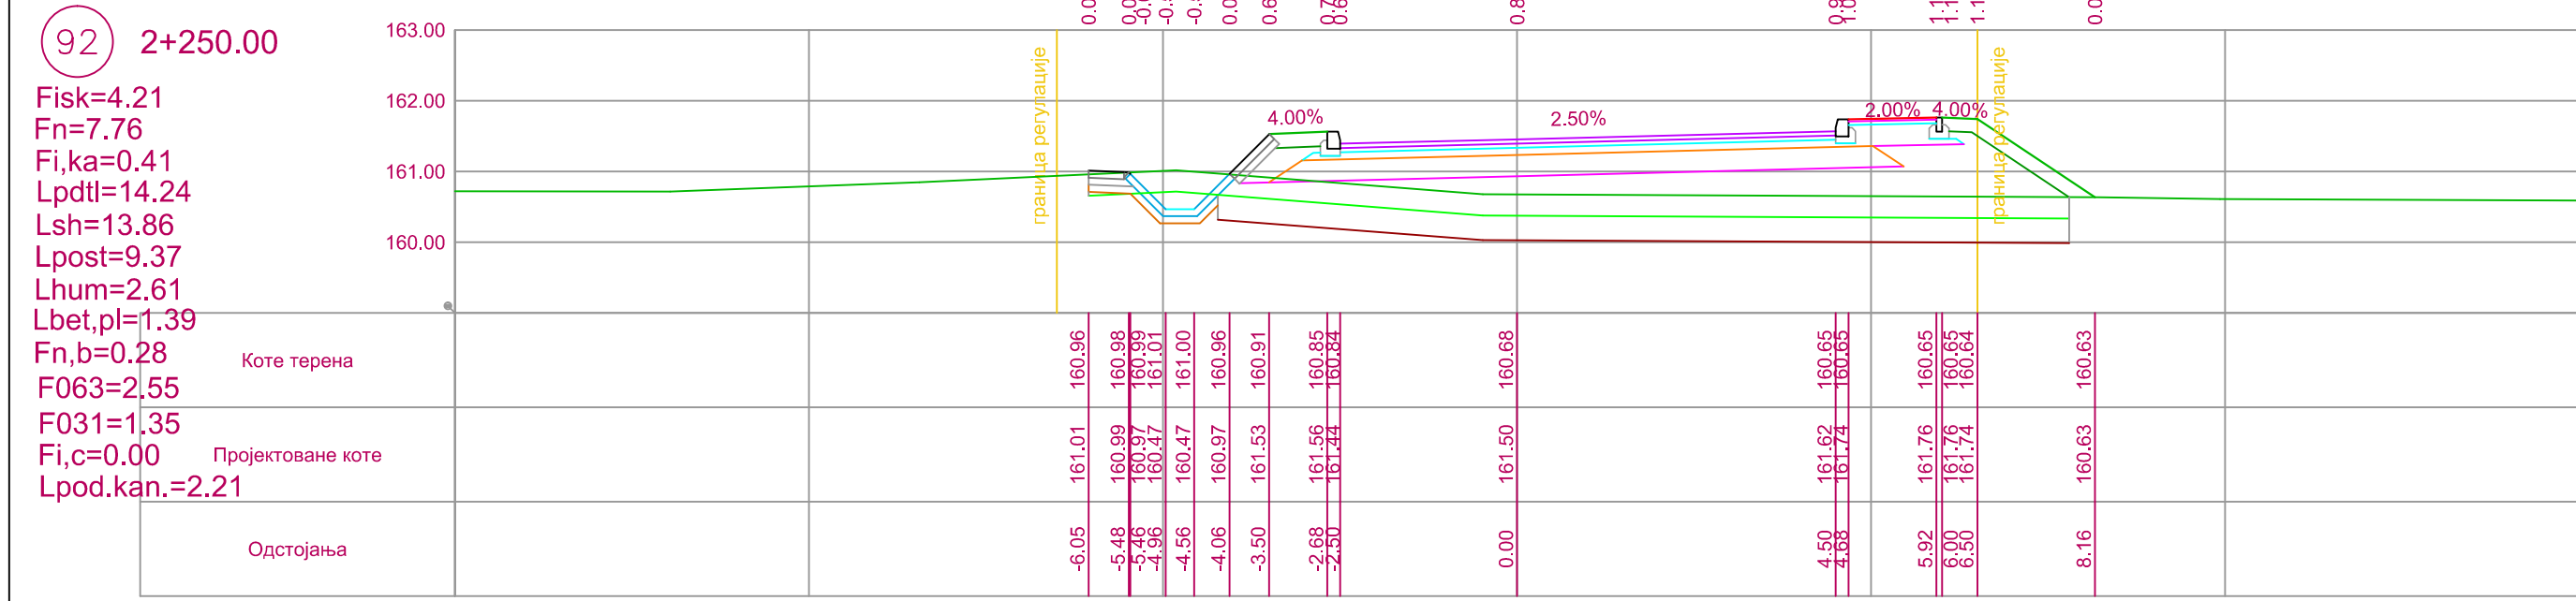 92 2+250.00
Fisk=4.21
Fn=7.76
Fi,ka=0.41
Lpdtl=14.24
Lsh=13.86
Lpost=9.37
Lhum=2.61
Lbet,pl=1.39
Fn,b=0.28
F063=2.55
F031=1.35
Fi,c=0.00
Lpod.kan.=2.21
163.00
162.00
161.00
160.00
граница регулације
4.00%
2.50%
2.00%
4.00%
граница регулације
Коте терена
160.96 160.98 160.99 161.01 161.00 160.96 160.91 160.85 160.84 160.68 160.65 160.65 160.65 160.65 160.64 160.63
Пројектоване коте
161.01 160.99 160.97 160.47 160.47 160.97 161.53 161.56 161.44 161.50 161.62 161.74 161.76 161.76 161.74 160.63
Одстојања
-6.05 -5.48 -5.46 -4.96 -4.56 -4.06 -3.50 -2.68 -2.50 0.00 4.50 4.68 5.92 6.00 6.50 8.16